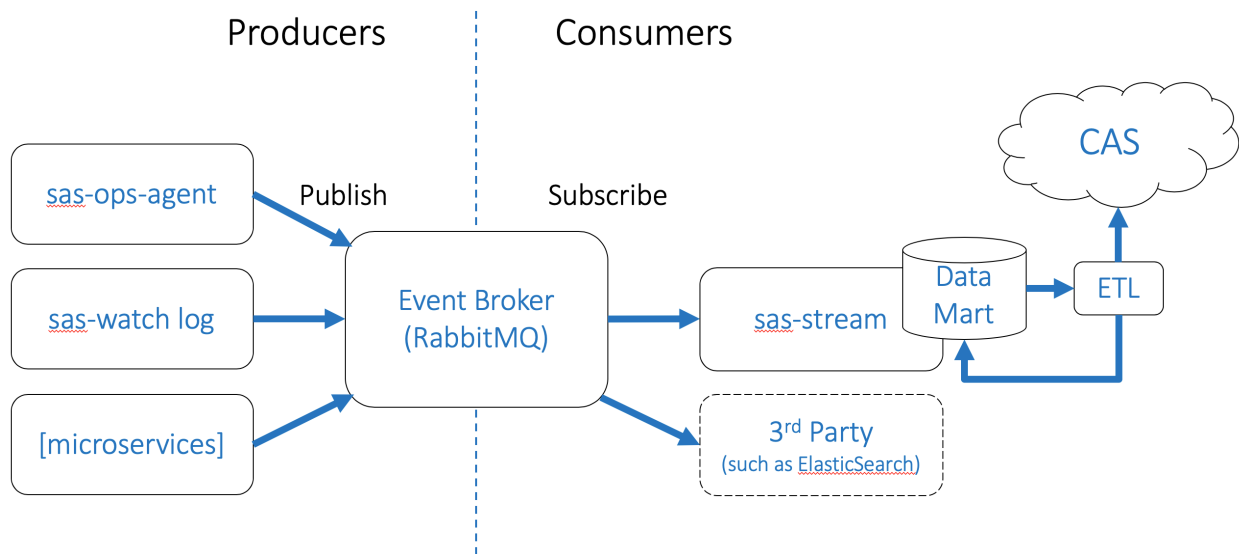 Producers
Consumers
CAS
sas-ops-agent
Publish
Subscribe
Event Broker
(RabbitMQ)
sas-watch log
sas-stream
Data
Mart
ETL
[microservices]
3rd Party
(such as ElasticSearch)